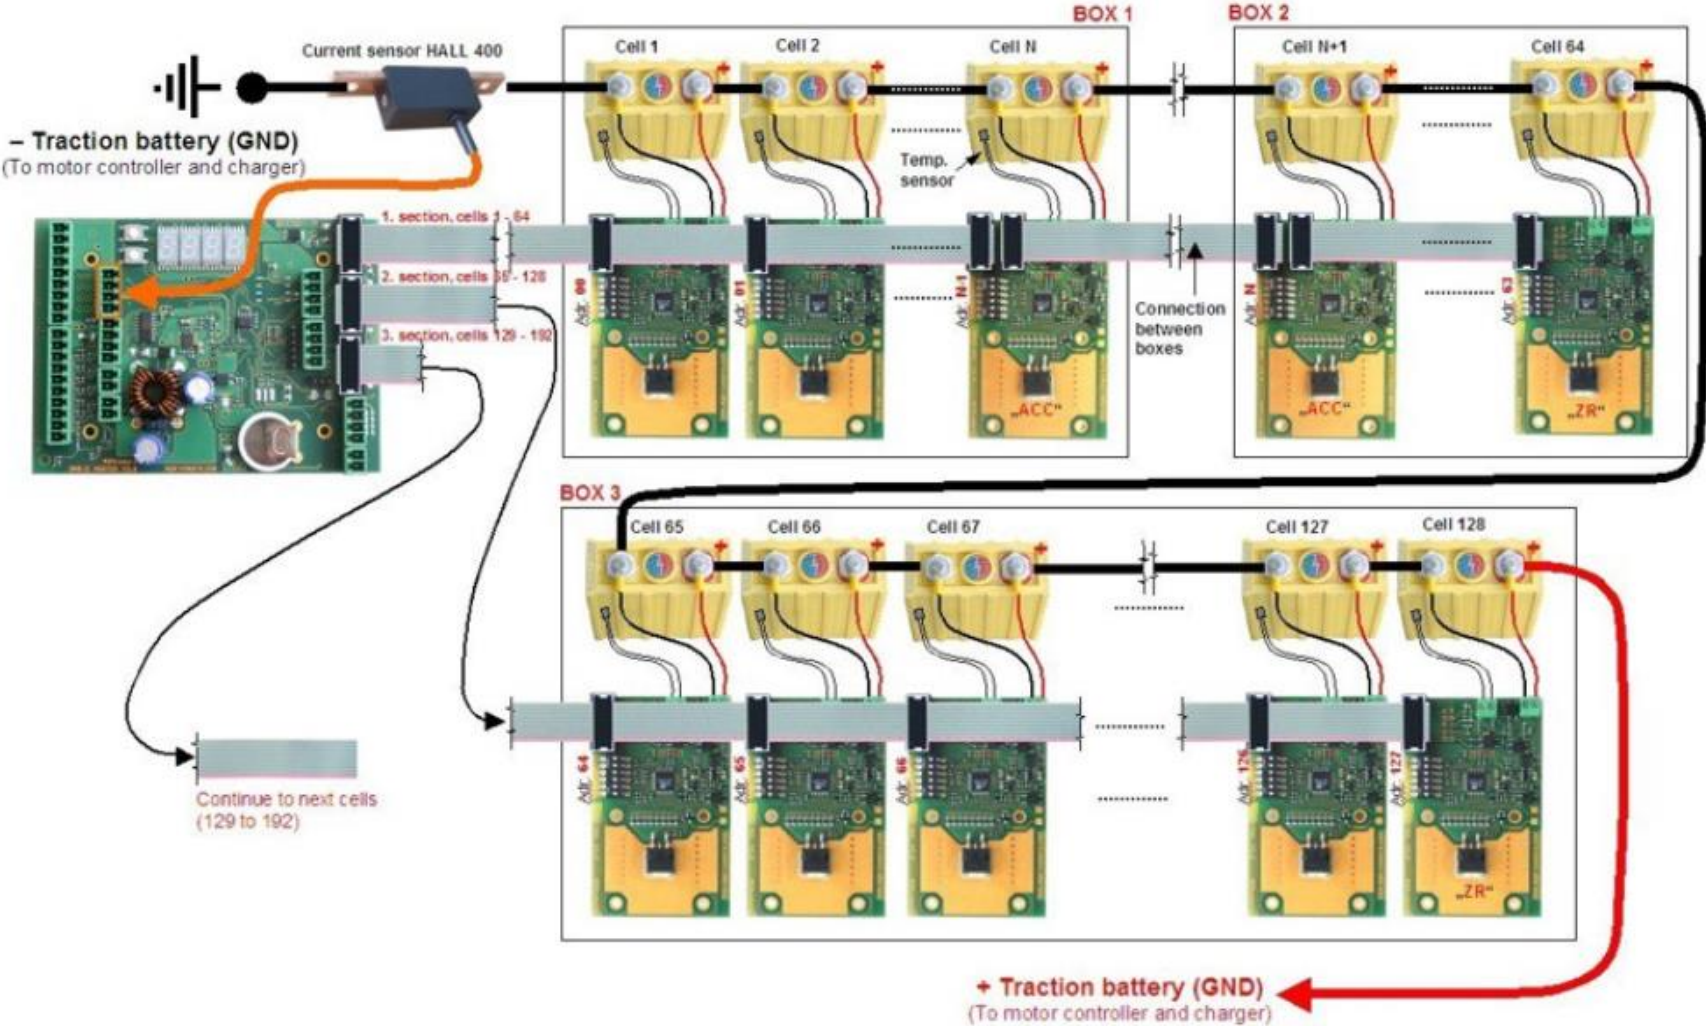 BOX 1
BOX 2
Current sensor HALL 400
Cell 1
Cell 2
Cell N
Cell N+1
Cell 64
+
+
+
+
+
– Traction battery (GND)
(To motor controller and charger)
Temp.
sensor
1. section, cells 1 - 64
2. section, cells 65 - 128
3. section, cells 129 - 192
Adr. 00
Adr. 01
N-1
Adr. N
Adr. 63
Connection
between
boxes
„ACC“
„ACC“
„ZR“
BOX 3
Cell 65
Cell 66
Cell 67
Cell 127
Cell 128
+
+
+
+
+
Adr. 64
Adr. 65
Adr. 66
Adr. 126
Adr. 127
Continue to next cells
(129 to 192)
„ZR“
+ Traction battery (GND)
(To motor controller and charger)